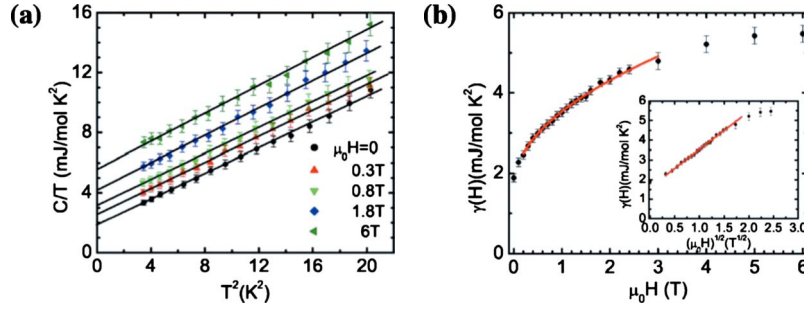 (a)
16
12
8
4
0
C/T (mJ/mol K²)
μ₀H=0
0.3T
0.8T
1.8T
6T
0 4 8 12 16 20
T²(K²)
(b)
6
4
2
0
γ(H)(mJ/mol K²)
6
5
4
3
2
1
0
γ(H)(mJ/mol K²)
0.0 0.5 1.0 1.5 2.0 2.5 3.0
(μ₀H)¹/²(T¹/²)
0 1 2 3 4 5 6
μ₀H (T)